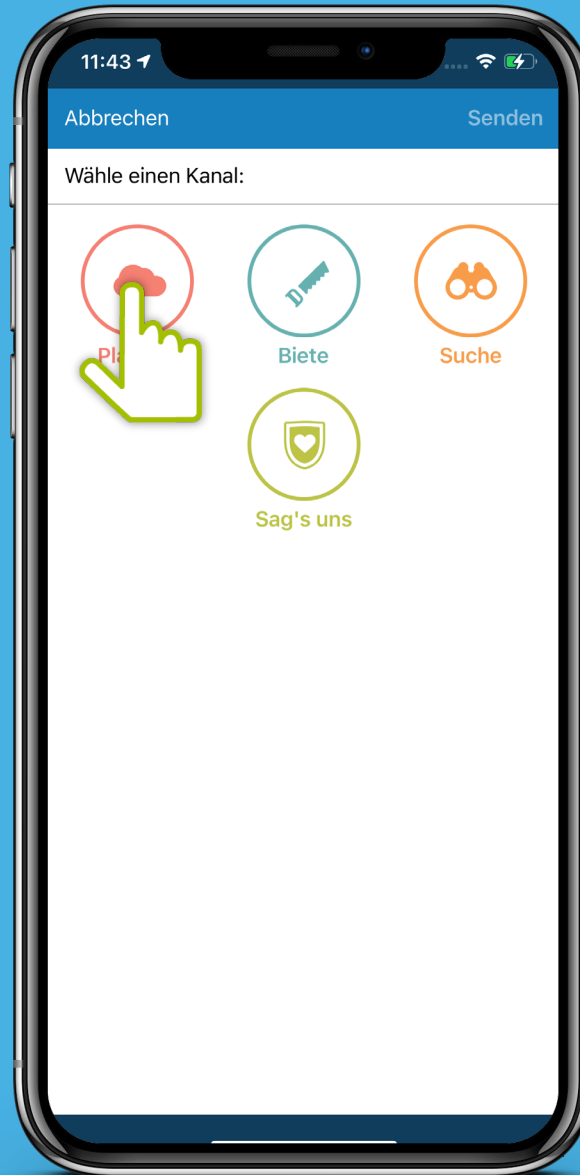 11:43
Abbrechen Senden
Wähle einen Kanal:
Biete Suche
Sag's uns